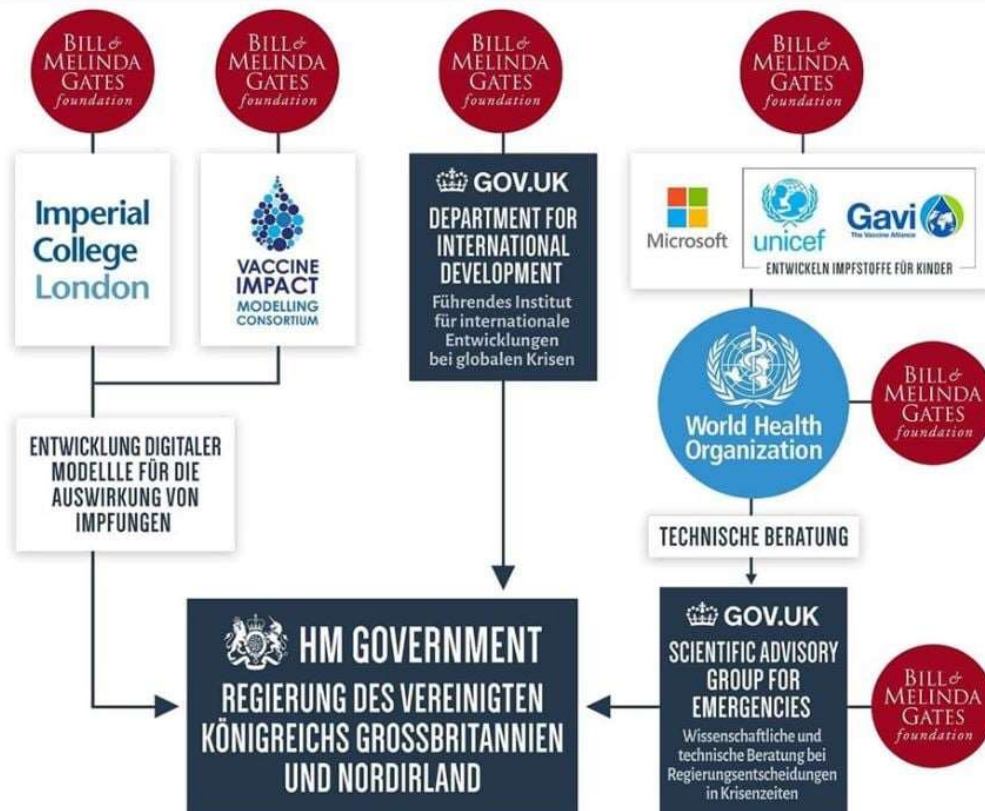 BILL &
MELINDA
GATES
foundation
BILL &
MELINDA
GATES
foundation
BILL &
MELINDA
GATES
foundation
BILL &
MELINDA
GATES
foundation
Imperial
College
London
VACCINE
IMPACT
MODELLING
CONSORTIUM
GOV.UK
DEPARTMENT FOR
INTERNATIONAL
DEVELOPMENT
Führendes Institut
für internationale
Entwicklungen
bei globalen Krisen
Microsoft
unicef
Gavi
The Vaccine Alliance
ENTWICKELN IMPFSTOFFE FÜR KINDER
World Health
Organization
BILL &
MELINDA
GATES
foundation
ENTWICKLUNG DIGITALER
MODELLLE FÜR DIE
AUSWIRKUNG VON
IMPFUNGEN
TECHNISCHE BERATUNG
HM GOVERNMENT
REGIERUNG DES VEREINIGTEN
KÖNIGREICHS GROSSBRITANNIEN
UND NORDIRLAND
GOV.UK
SCIENTIFIC ADVISORY
GROUP FOR
EMERGENCIES
Wissenschaftliche und
technische Beratung bei
Regierungsentscheidungen
in Krisenzeiten
BILL &
MELINDA
GATES
foundation